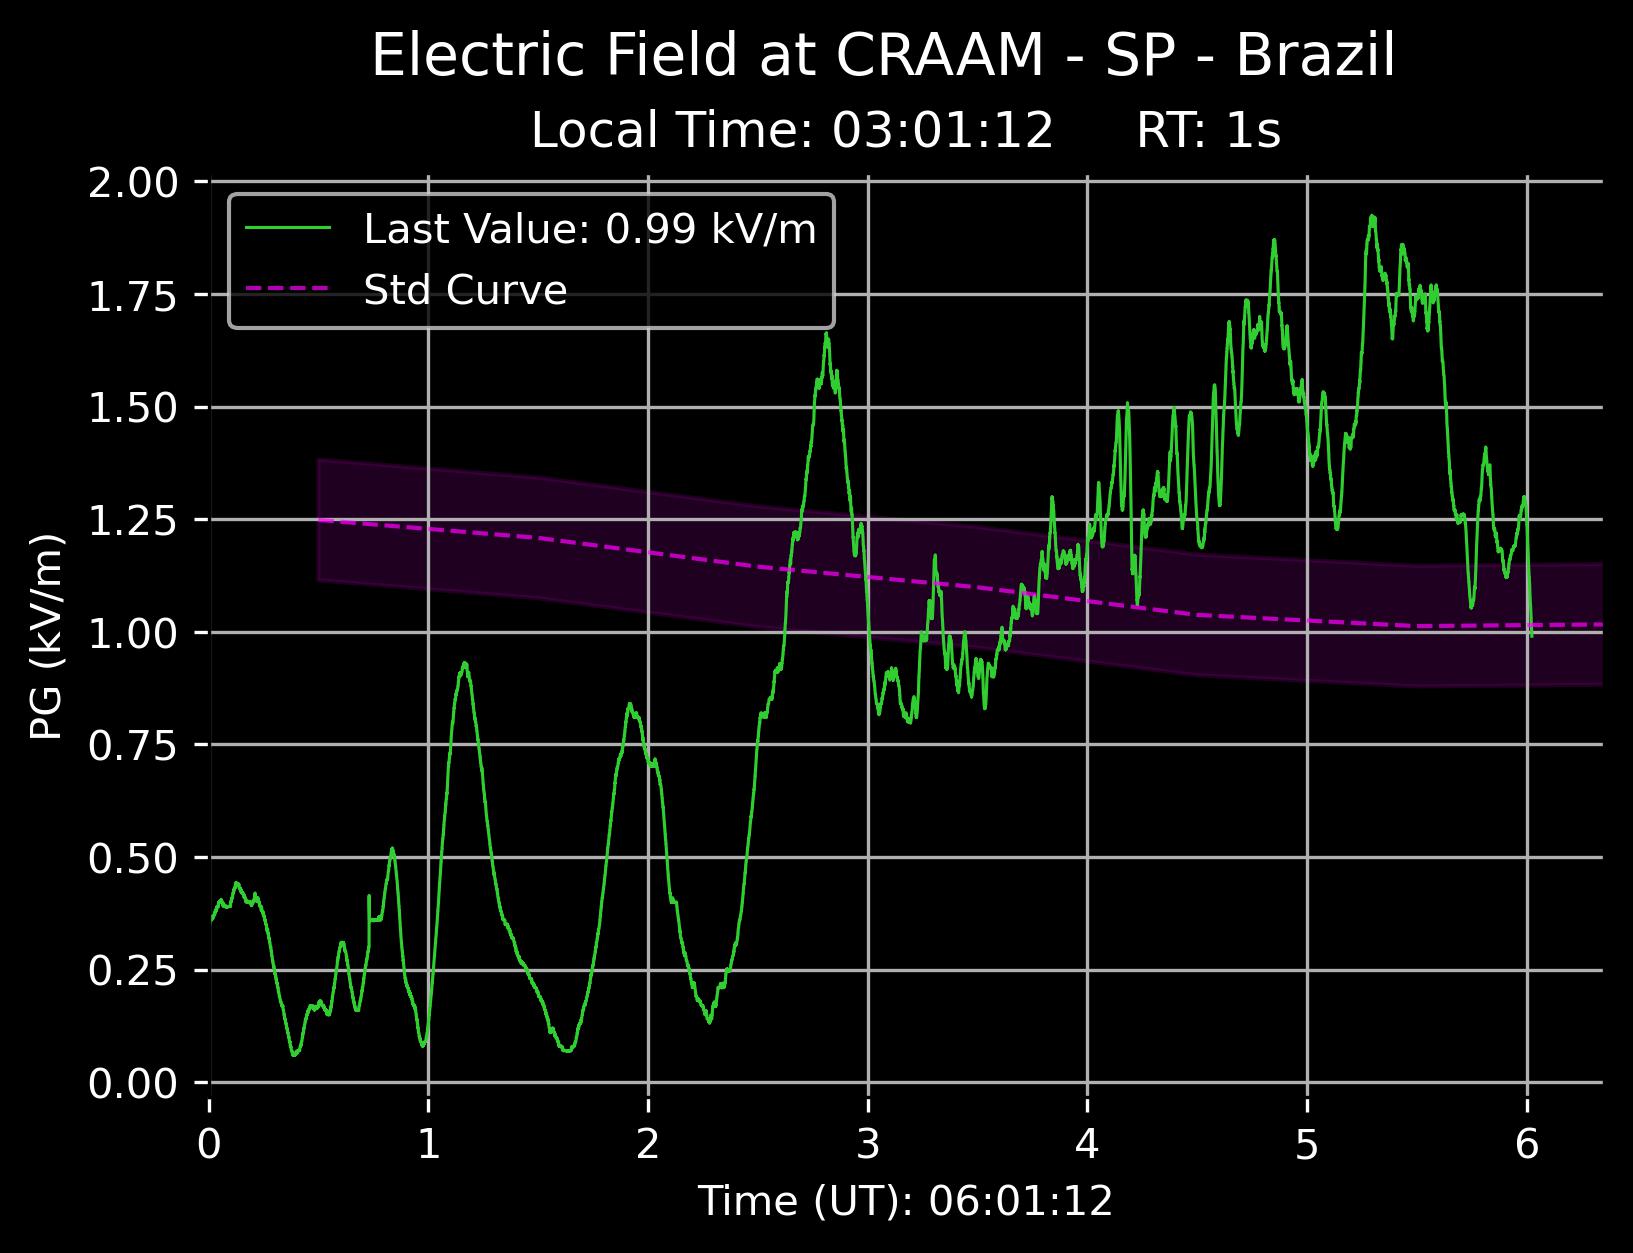 Electric Field at CRAAM - SP - Brazil
Local Time: 03:01:12 RT: 1s
Last Value: 0.99 kV/m
Std Curve
PG (kV/m)
2.00
1.75
1.50
1.25
1.00
0.75
0.50
0.25
0.00
0 1 2 3 4 5 6
Time (UT): 06:01:12